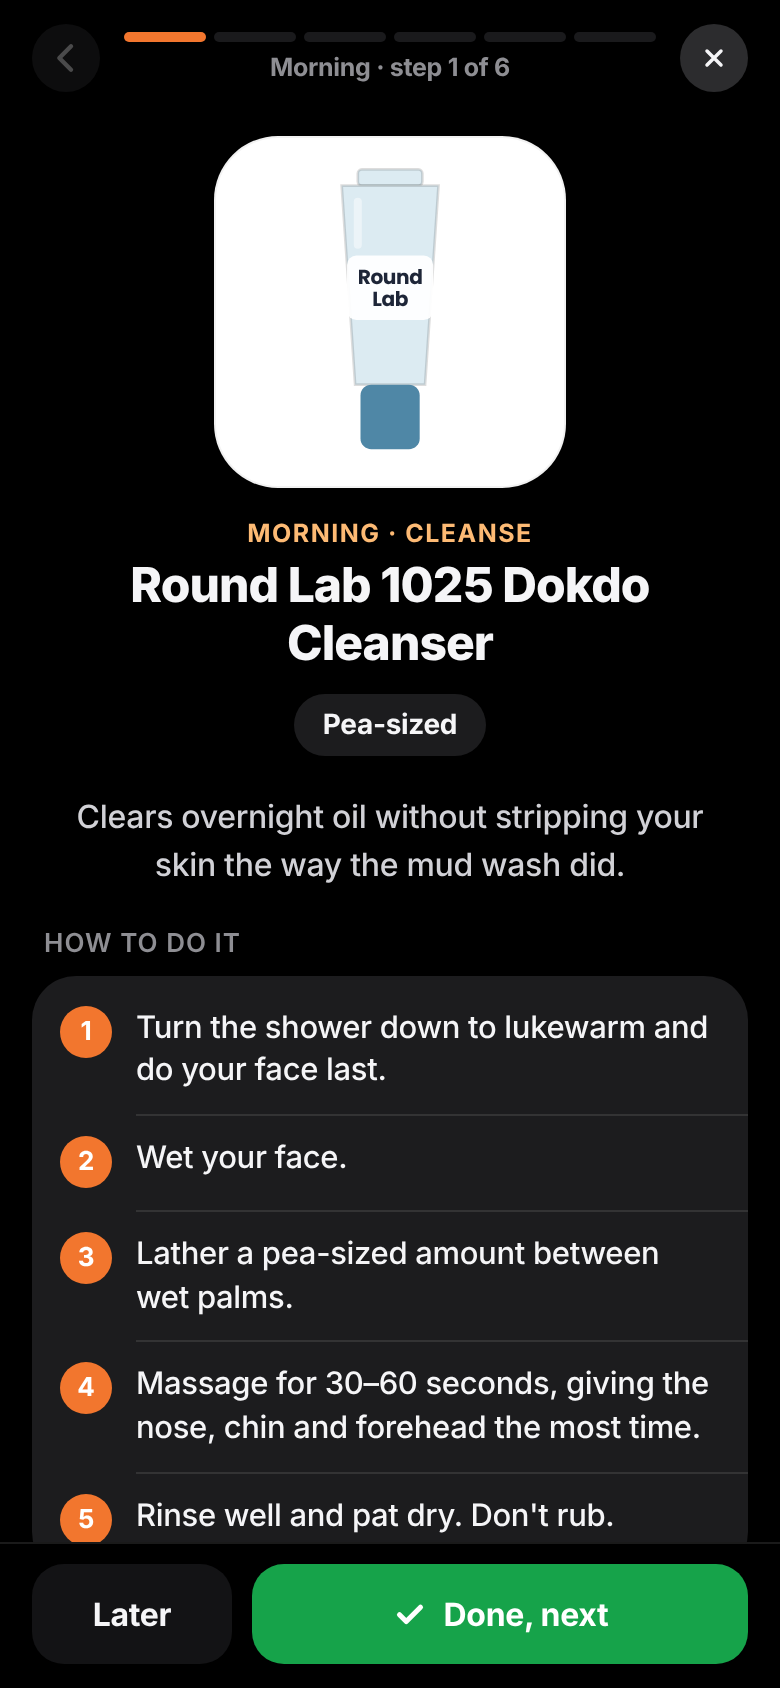 Morning · step 1 of 6
Round
Lab
MORNING · CLEANSE
Round Lab 1025 Dokdo
Cleanser
Pea-sized
Clears overnight oil without stripping your
skin the way the mud wash did.
HOW TO DO IT
1 Turn the shower down to lukewarm and
do your face last.
2 Wet your face.
3 Lather a pea-sized amount between
wet palms.
4 Massage for 30–60 seconds, giving the
nose, chin and forehead the most time.
5 Rinse well and pat dry. Don't rub.
Later
Done, next